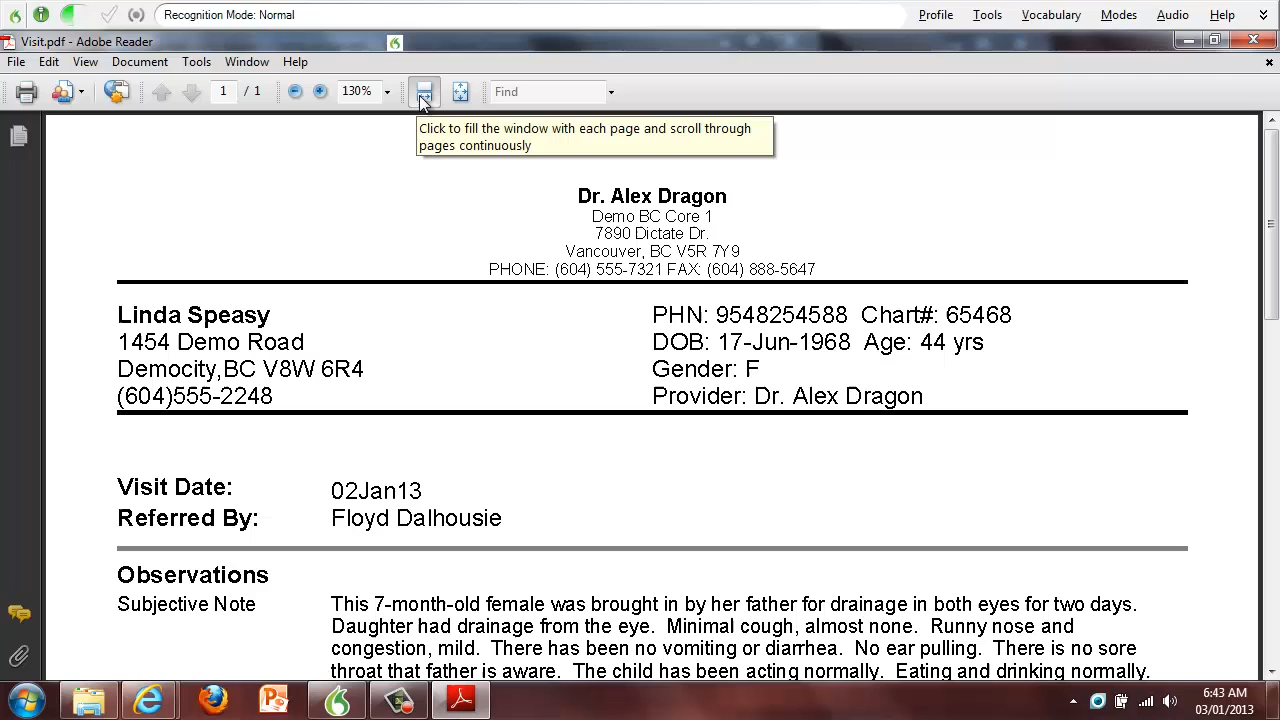 Recognition Mode: Normal
Profile Tools Vocabulary Modes Audio Help
Visit.pdf - Adobe Reader
File Edit View Document Tools Window Help
1 / 1 130% Find
Click to fill the window with each page and scroll through
pages continuously
Dr. Alex Dragon
Demo BC Core 1
7890 Dictate Dr.
Vancouver, BC V5R 7Y9
PHONE: (604) 555-7321 FAX: (604) 888-5647
Linda Speasy
1454 Demo Road
Democity,BC V8W 6R4
(604)555-2248
PHN: 9548254588 Chart#: 65468
DOB: 17-Jun-1968 Age: 44 yrs
Gender: F
Provider: Dr. Alex Dragon
Visit Date: 02Jan13
Referred By: Floyd Dalhousie
Observations
Subjective Note This 7-month-old female was brought in by her father for drainage in both eyes for two days.
Daughter had drainage from the eye. Minimal cough, almost none. Runny nose and
congestion, mild. There has been no vomiting or diarrhea. No ear pulling. There is no sore
throat that father is aware. The child has been acting normally. Eating and drinking normally.
6:43 AM
03/01/2013